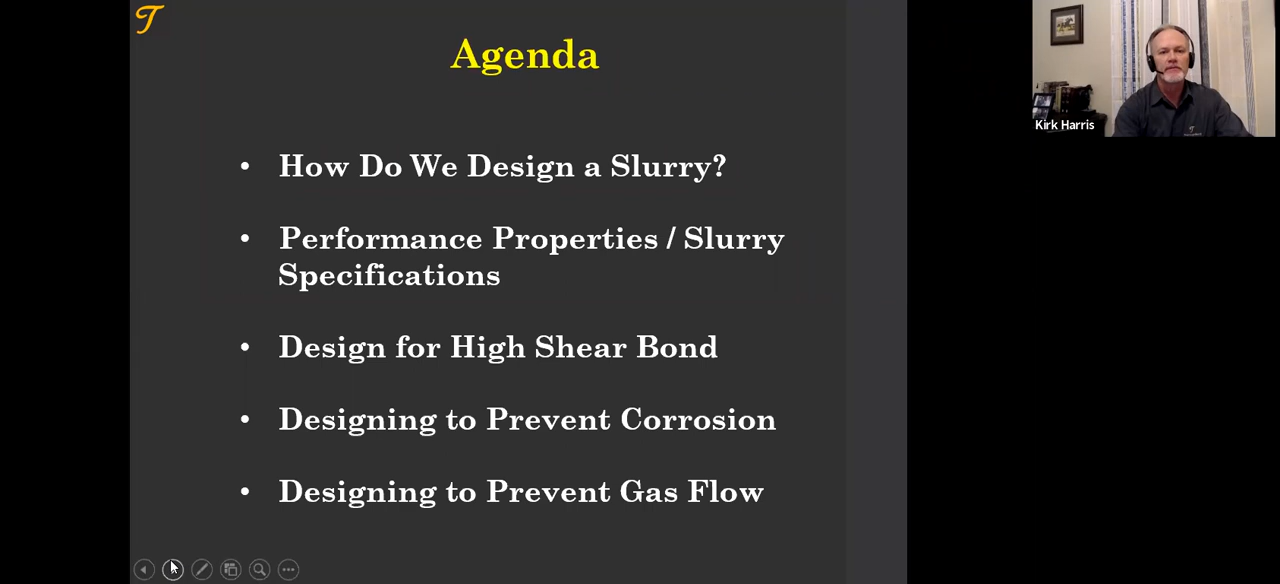 T
Agenda
• How Do We Design a Slurry?
• Performance Properties / Slurry
Specifications
• Design for High Shear Bond
• Designing to Prevent Corrosion
• Designing to Prevent Gas Flow
Kirk Harris